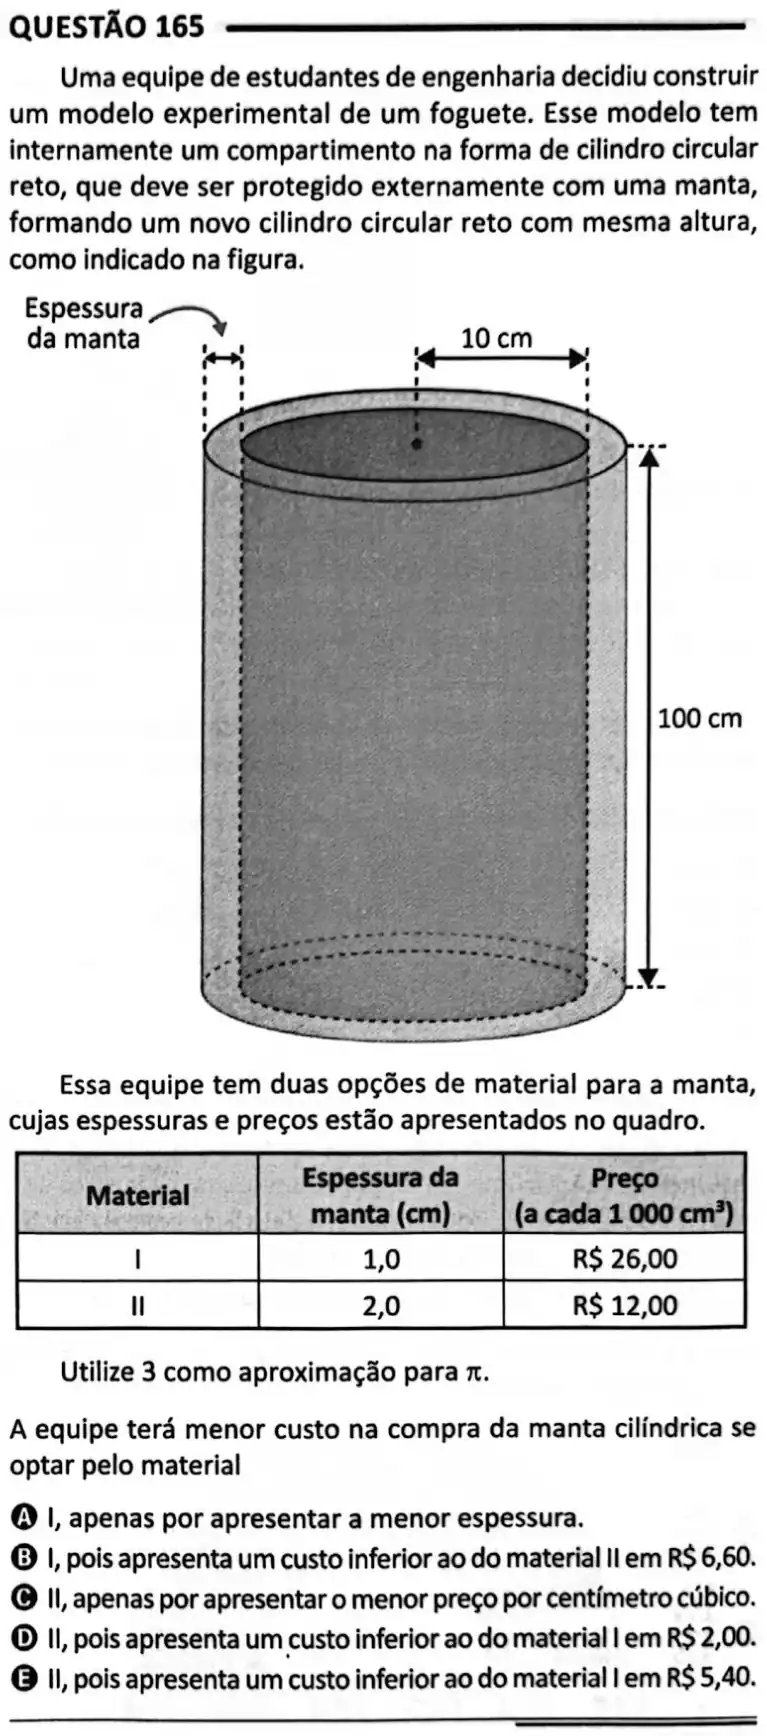 QUESTÃO 165
Uma equipe de estudantes de engenharia decidiu construir
um modelo experimental de um foguete. Esse modelo tem
internamente um compartimento na forma de cilindro circular
reto, que deve ser protegido externamente com uma manta,
formando um novo cilindro circular reto com mesma altura,
como indicado na figura.
Espessura
da manta
10 cm
100 cm
Essa equipe tem duas opções de material para a manta,
cujas espessuras e preços estão apresentados no quadro.
Material
Espessura da
manta (cm)
Preço
(a cada 1 000 cm³)
I 1,0 R$ 26,00
II 2,0 R$ 12,00
Utilize 3 como aproximação para π.
A equipe terá menor custo na compra da manta cilíndrica se
optar pelo material
A I, apenas por apresentar a menor espessura.
B I, pois apresenta um custo inferior ao do material II em R$ 6,60.
C II, apenas por apresentar o menor preço por centímetro cúbico.
D II, pois apresenta um custo inferior ao do material I em R$ 2,00.
E II, pois apresenta um custo inferior ao do material I em R$ 5,40.